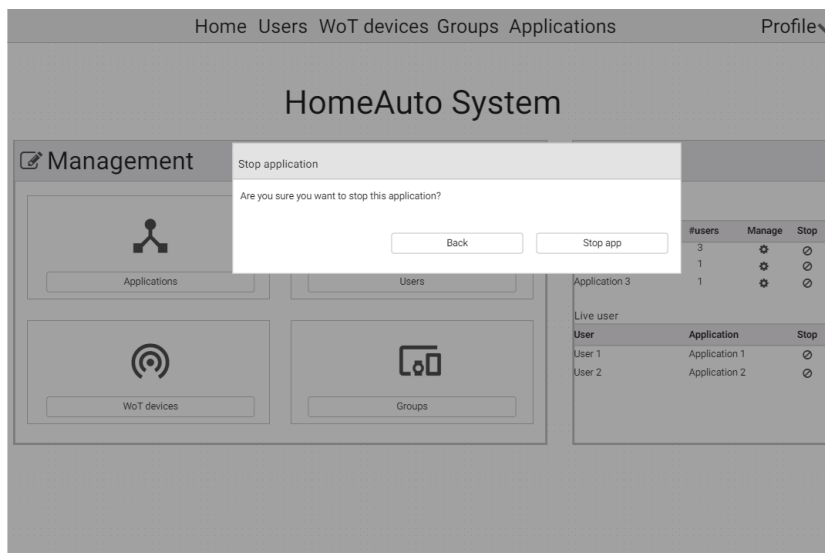 Home Users WoT devices Groups Applications Profile
HomeAuto System
Management
Stop application
Are you sure you want to stop this application?
Back Stop app
Applications
Users
WoT devices
Groups
#users Manage Stop
3
1
Application 3 1
Live user
User Application Stop
User 1 Application 1
User 2 Application 2